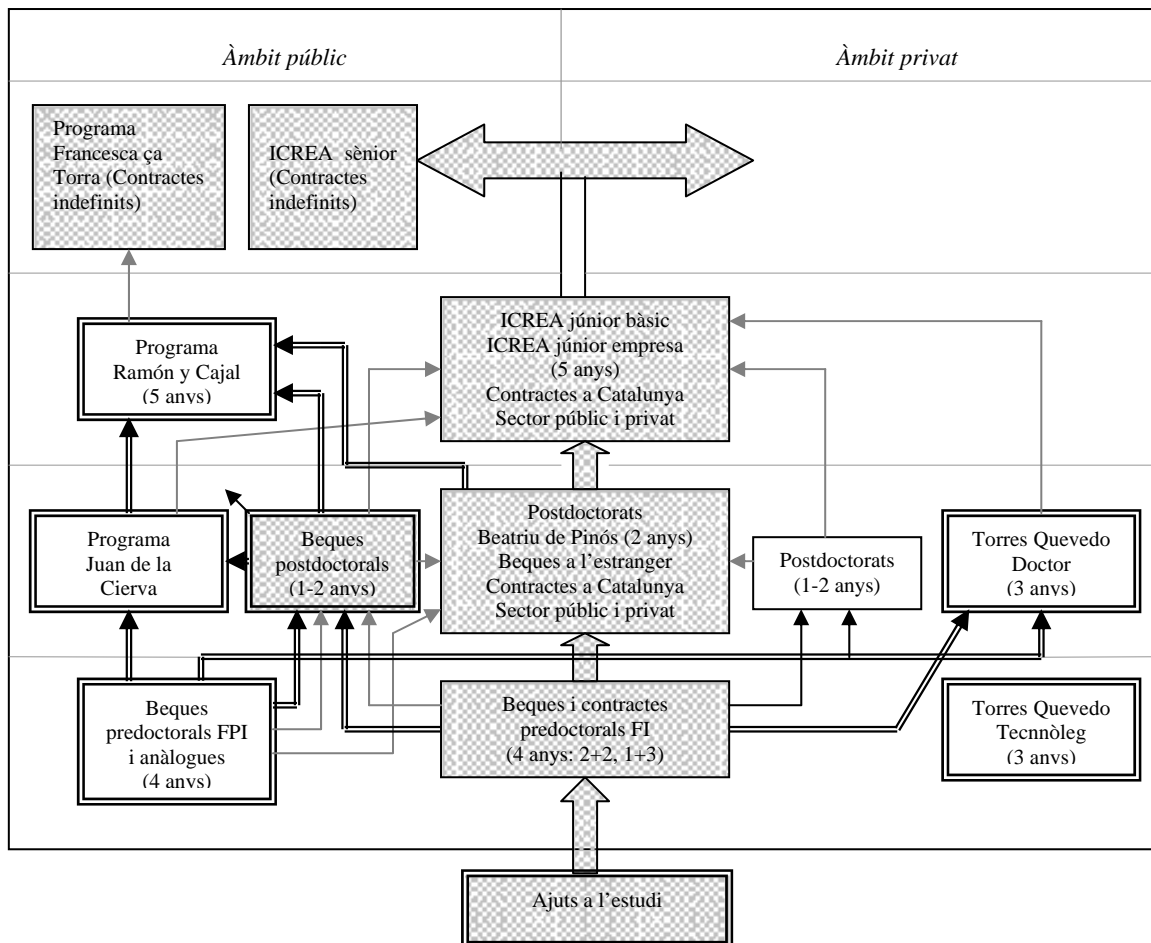 Àmbit públic
Àmbit privat
Programa
Francesca ça
Torra (Contractes
indefinits)
ICREA sènior
(Contractes
indefinits)
Programa
Ramón y Cajal
(5 anys)
ICREA júnior bàsic
ICREA júnior empresa
(5 anys)
Contractes a Catalunya
Sector públic i privat
Programa
Juan de la
Cierva
Beques
postdoctorals
(1-2 anys)
Postdoctorats
Beatriu de Pinós (2 anys)
Beques a l’estranger
Contractes a Catalunya
Sector públic i privat
Postdoctorats
(1-2 anys)
Torres Quevedo
Doctor
(3 anys)
Beques
predoctorals FPI
i anàlogues
(4 anys)
Beques i contractes
predoctorals FI
(4 anys: 2+2, 1+3)
Torres Quevedo
Tecnnòleg
(3 anys)
Ajuts a l’estudi